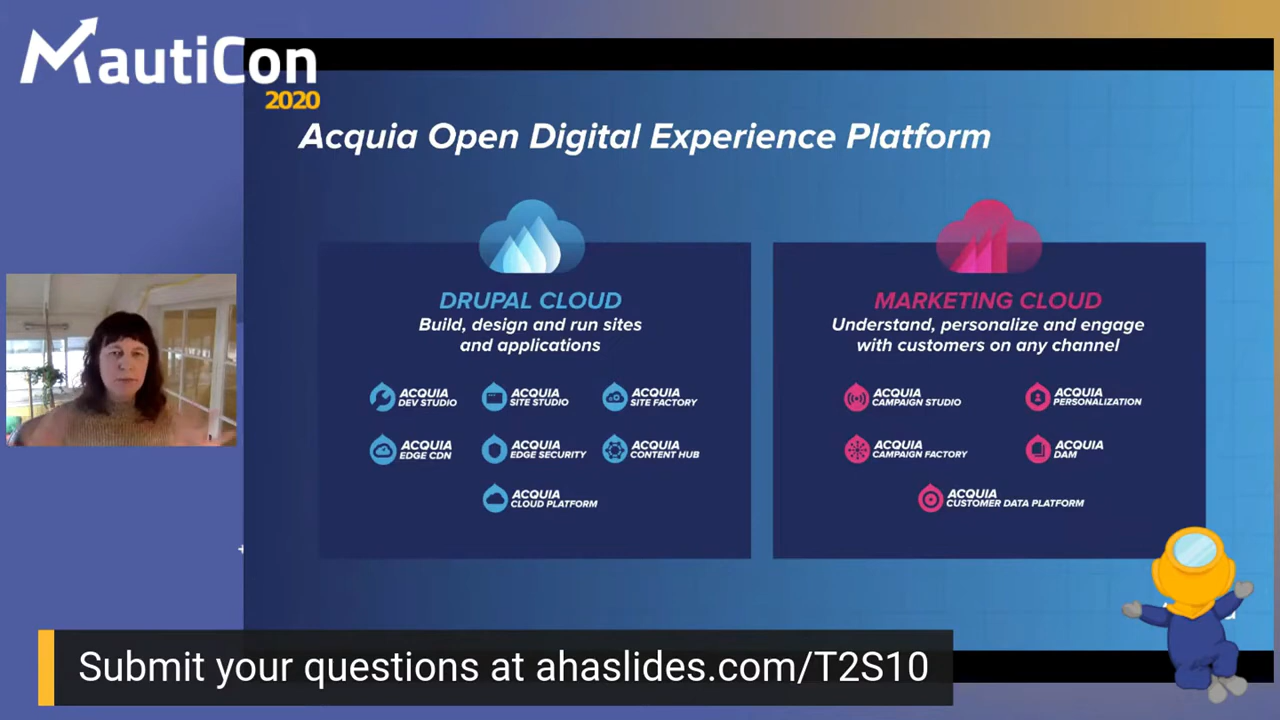 MautiCon
2020
Acquia Open Digital Experience Platform
DRUPAL CLOUD
Build, design and run sites
and applications
ACQUIA
DEV STUDIO
ACQUIA
SITE STUDIO
ACQUIA
SITE FACTORY
ACQUIA
EDGE CDN
ACQUIA
EDGE SECURITY
ACQUIA
CONTENT HUB
ACQUIA
CLOUD PLATFORM
MARKETING CLOUD
Understand, personalize and engage
with customers on any channel
ACQUIA
CAMPAIGN STUDIO
ACQUIA
PERSONALIZATION
ACQUIA
CAMPAIGN FACTORY
ACQUIA
DAM
ACQUIA
CUSTOMER DATA PLATFORM
Submit your questions at ahaslides.com/T2S10